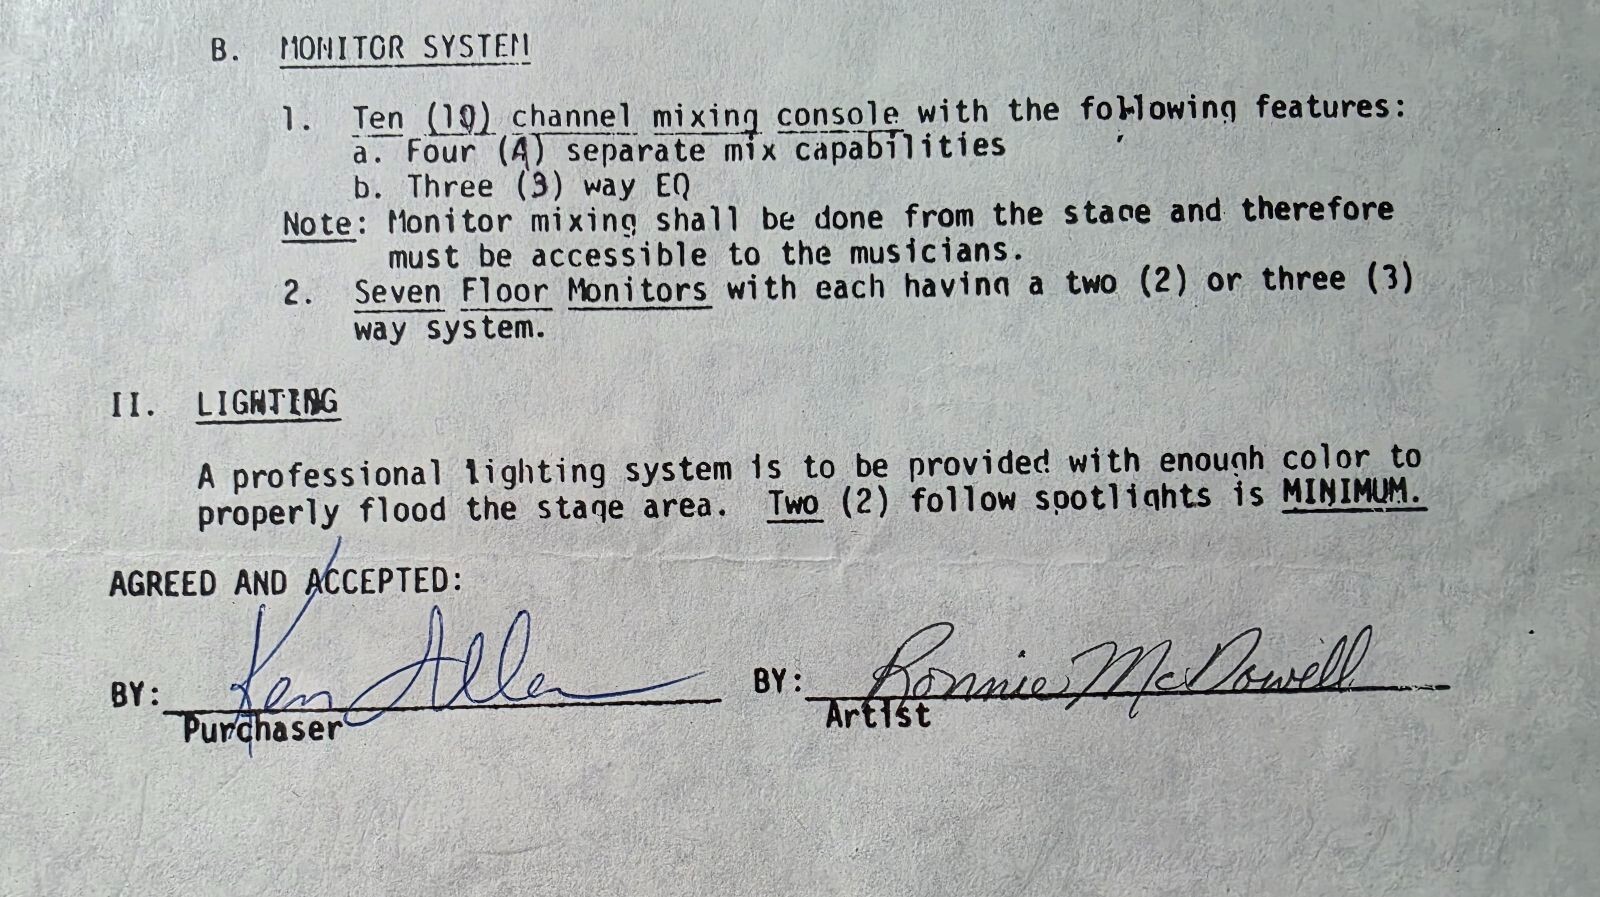 B. MONITOR SYSTEM
1. Ten (10) channel mixing console with the following features:
a. Four (4) separate mix capabilities
b. Three (3) way EQ
Note: Monitor mixing shall be done from the stage and therefore
must be accessible to the musicians.
2. Seven Floor Monitors with each having a two (2) or three (3)
way system.
II. LIGHTING
A professional lighting system is to be provided with enough color to
properly flood the stage area. Two (2) follow spotlights is MINIMUM.
AGREED AND ACCEPTED:
BY: Ken Allen BY: Ronnie McDowell
Purchaser Artist